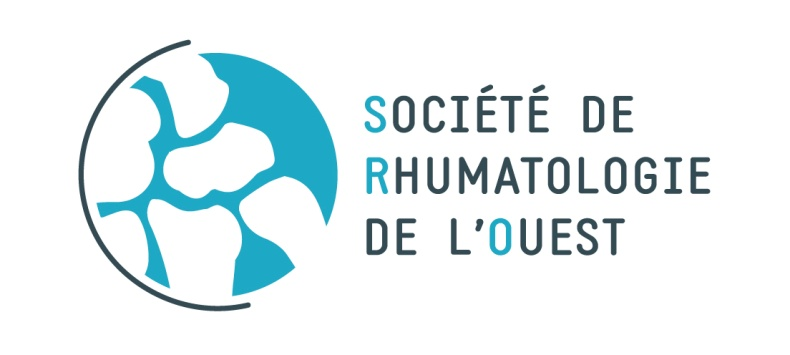 SOCIÉTÉ DE
RHUMATOLOGIE
DE L'OUEST